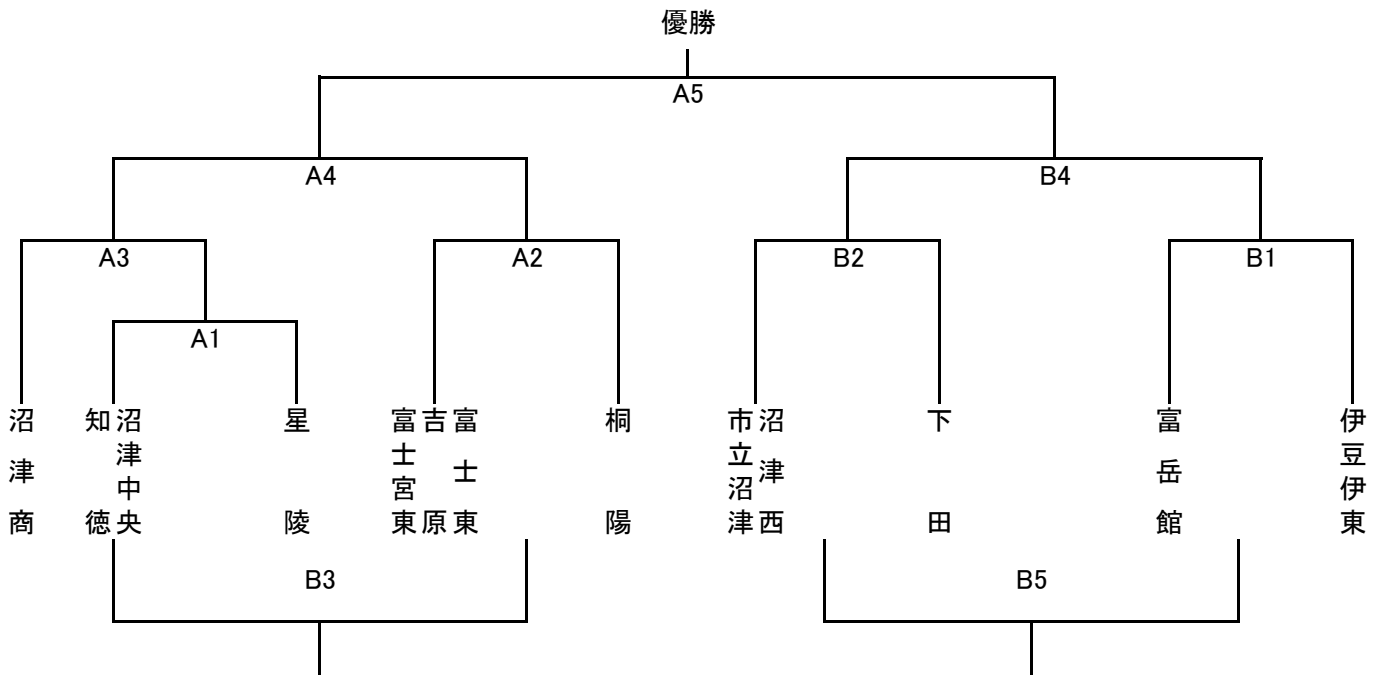 優勝
A5
A4
B4
A3
A2
B2
B1
A1
沼津商
知徳
沼津中央
星陵
富士宮東
吉原
富士東
桐陽
市立沼津
沼津西
下田
富岳館
伊豆伊東
B3
B5